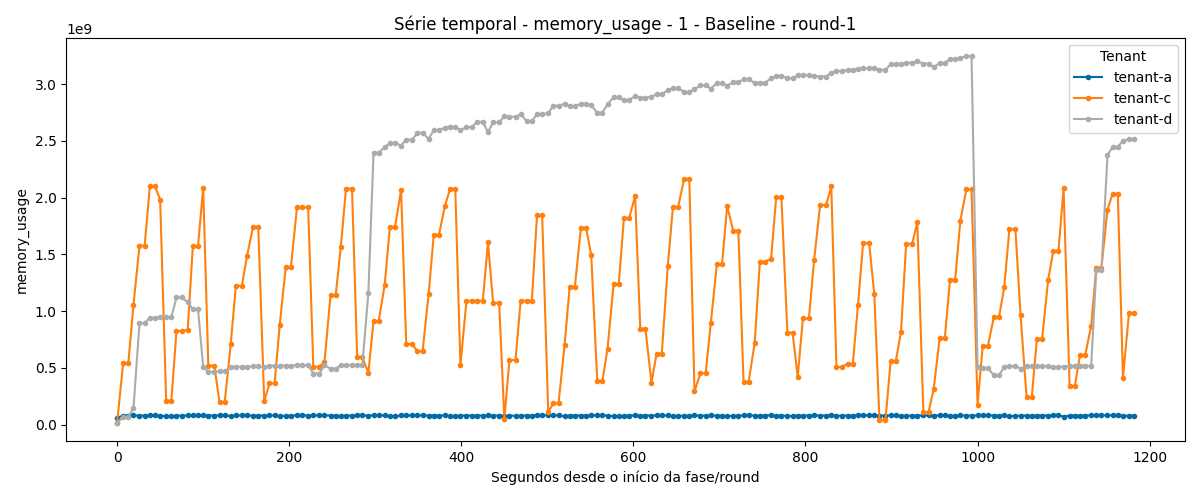 Série temporal - memory_usage - 1 - Baseline - round-1
1e9
Tenant
tenant-a
tenant-c
tenant-d
3.0
2.5
2.0
1.5
1.0
0.5
0.0
memory_usage
0 200 400 600 800 1000 1200
Segundos desde o início da fase/round